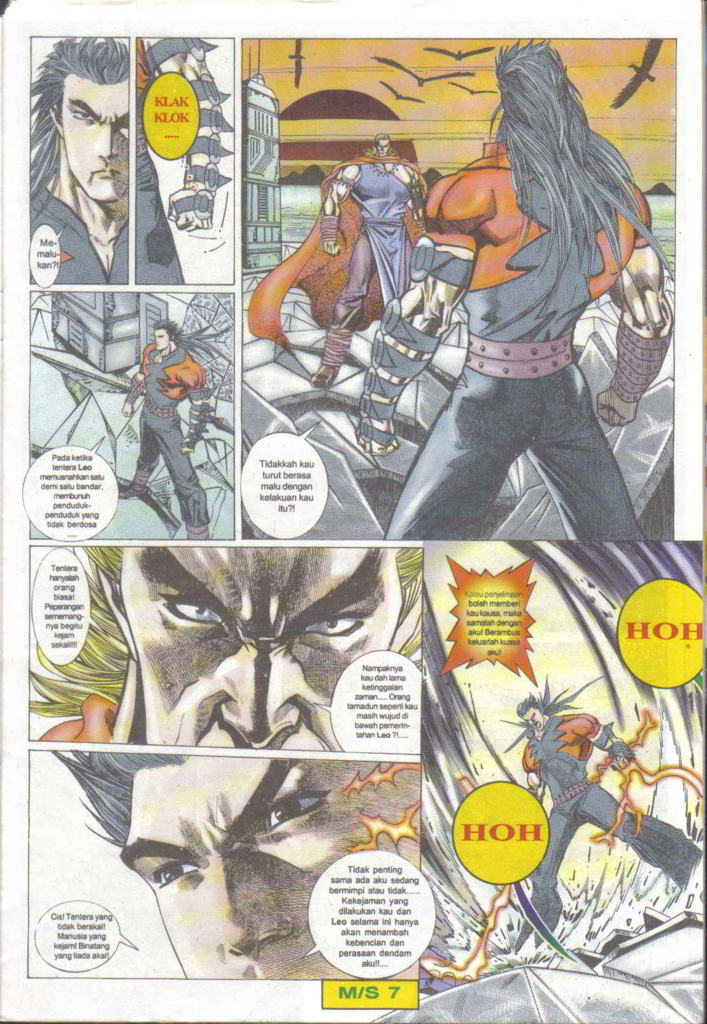 Me-
malu-
kan?!
KLAK
KLOK
.....
Pada ketika
tentera Leo
memusnahkan satu
demi satu bandar,
membunuh
penduduk-
penduduk yang
tidak berdosa
....
Tidakkah kau
turut berasa
malu dengan
kelakuan kau
itu?!
Tentera
hanyalah
orang
biasa!
Peperangan
sememang-
nya begitu
kejam
sekali!!!
Nampaknya
kau dah lama
ketinggalan
zaman..... Orang
tamadun seperti kau
masih wujud di
bawah pemerin-
tahan Leo ?!.....
Kalau penjelmaan
boleh memberi
kau kuasa, maka
samalah dengan
aku! Berambus
keluarlah kuasa
aku!
HOH
HOH
Cis! Tentera yang
tidak berakal!
Manusia yang
kejam! Binatang
yang tiada akal!
Tidak penting
sama ada aku sedang
bermimpi atau tidak......
Kekejaman yang
dilakukan kau dan
Leo selama ini hanya
akan menambah
kebencian dan
perasaan dendam
aku!!....
M/S 7